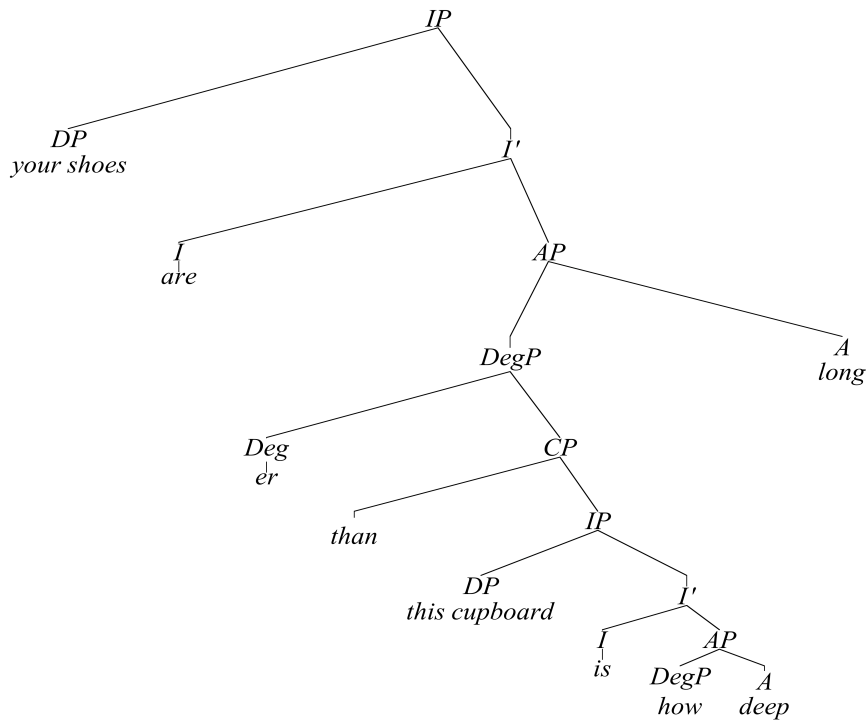 IP
DP
your shoes
I'
I
are
AP
DegP
A
long
Deg
er
CP
than
IP
DP
this cupboard
I'
I
is
AP
DegP
how
A
deep